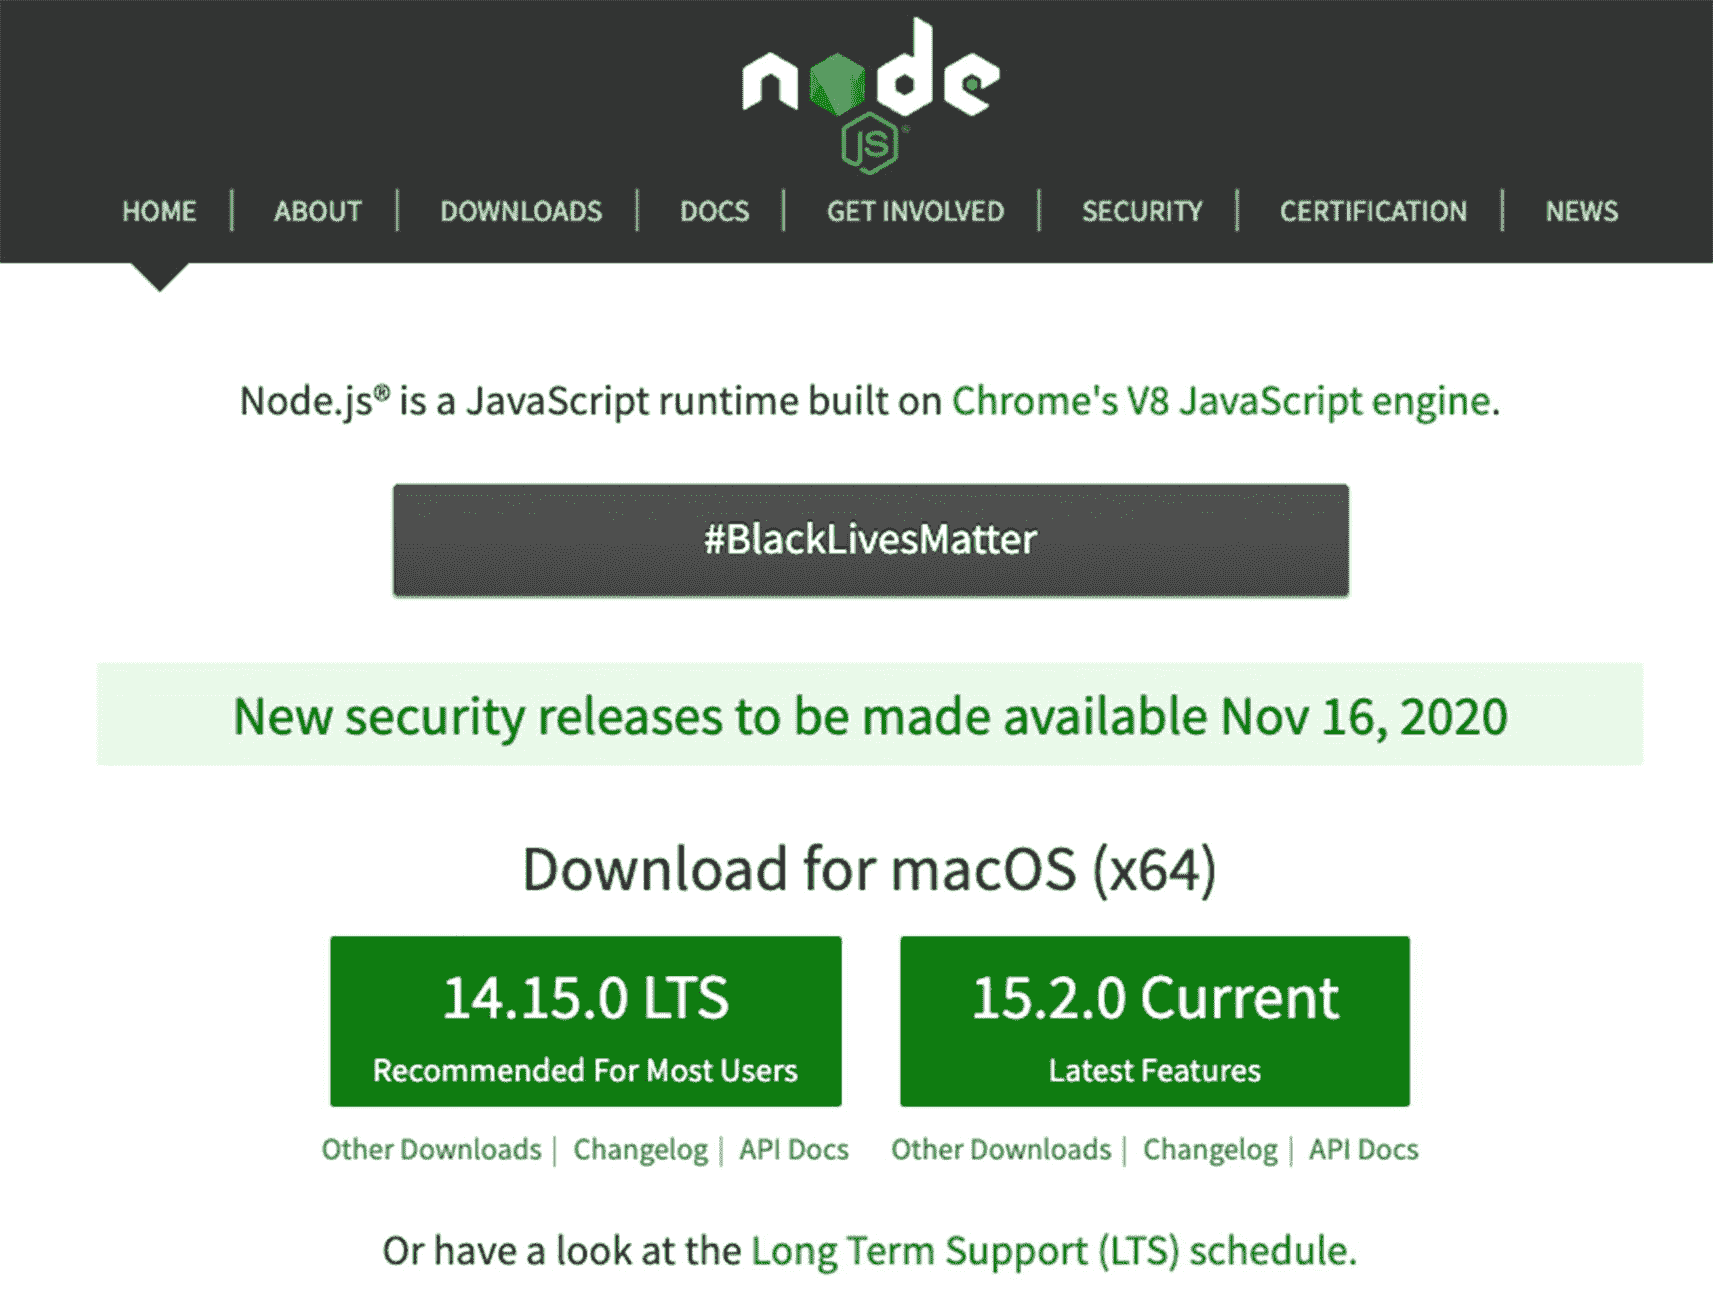 node
JS®
HOME | ABOUT | DOWNLOADS | DOCS | GET INVOLVED | SECURITY | CERTIFICATION | NEWS
Node.js® is a JavaScript runtime built on Chrome's V8 JavaScript engine.
#BlackLivesMatter
New security releases to be made available Nov 16, 2020
Download for macOS (x64)
14.15.0 LTS
Recommended For Most Users
15.2.0 Current
Latest Features
Other Downloads | Changelog | API Docs
Other Downloads | Changelog | API Docs
Or have a look at the Long Term Support (LTS) schedule.